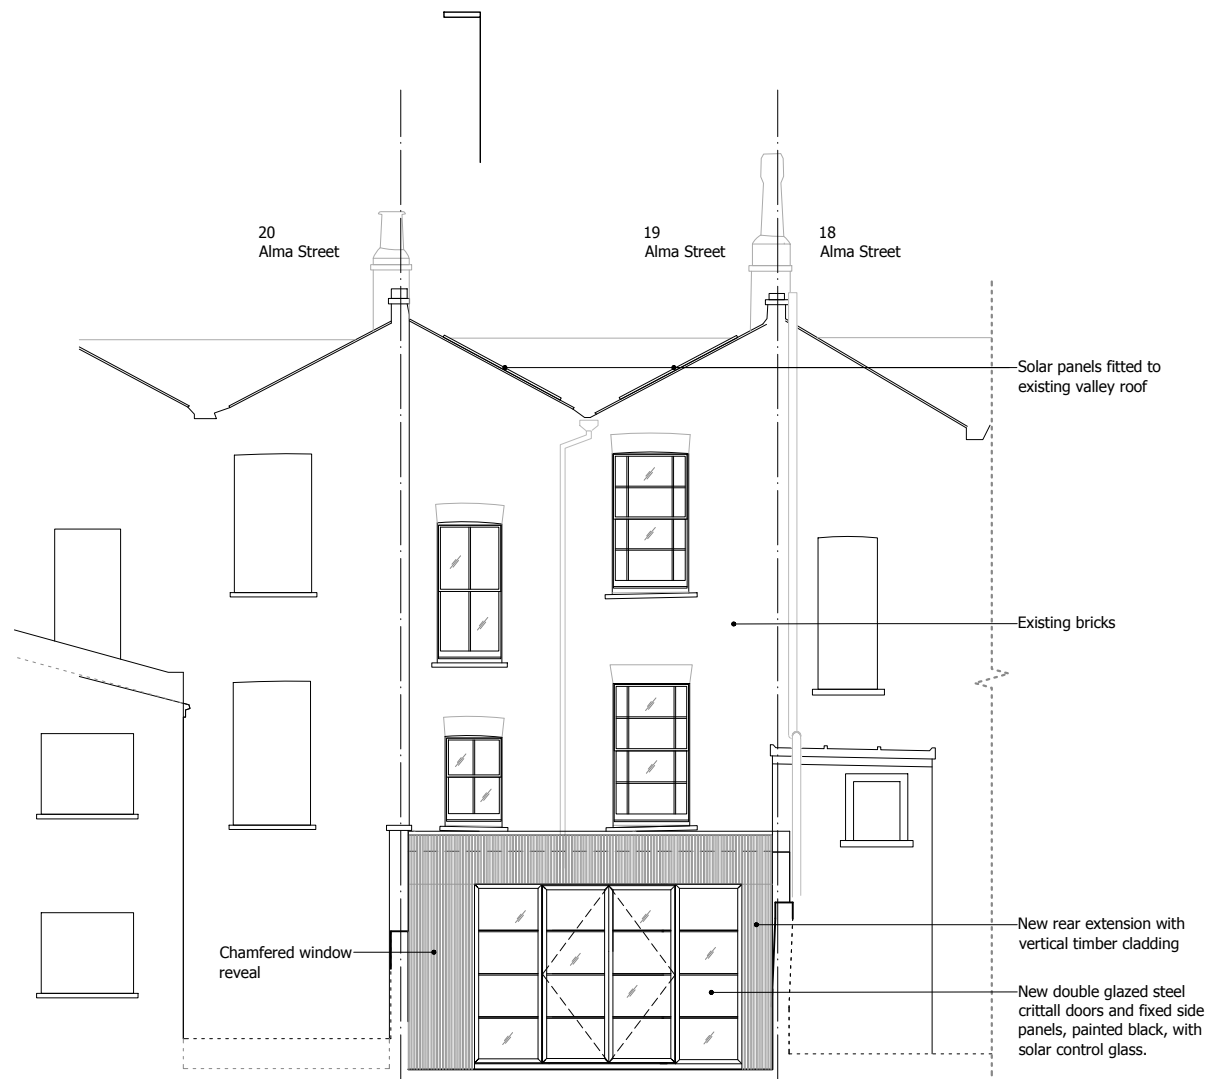 20
Alma Street
19
Alma Street
18
Alma Street
Solar panels fitted to
existing valley roof
Existing bricks
Chamfered window
reveal
New rear extension with
vertical timber cladding
New double glazed steel
crittall doors and fixed side
panels, painted black, with
solar control glass.